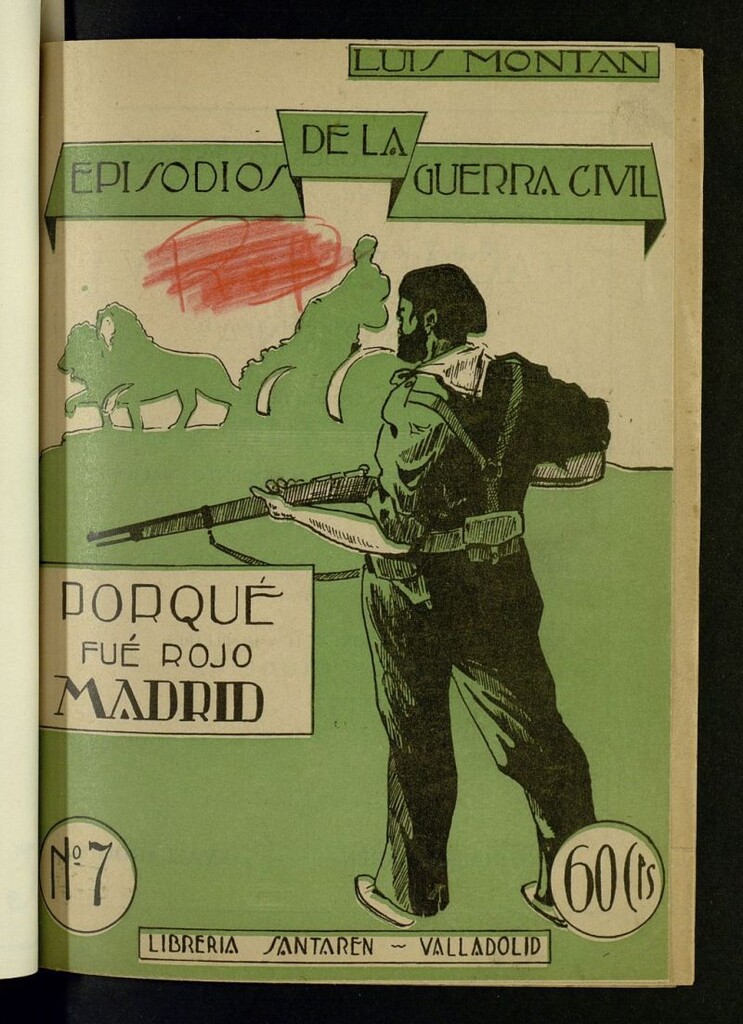 LUIS MONTAN
EPISODIOS DE LA GUERRA CIVIL
PORQUÉ
FUÉ ROJO
MADRID
Nº 7
60 Cts
LIBRERIA SANTAREN ~ VALLADOLID